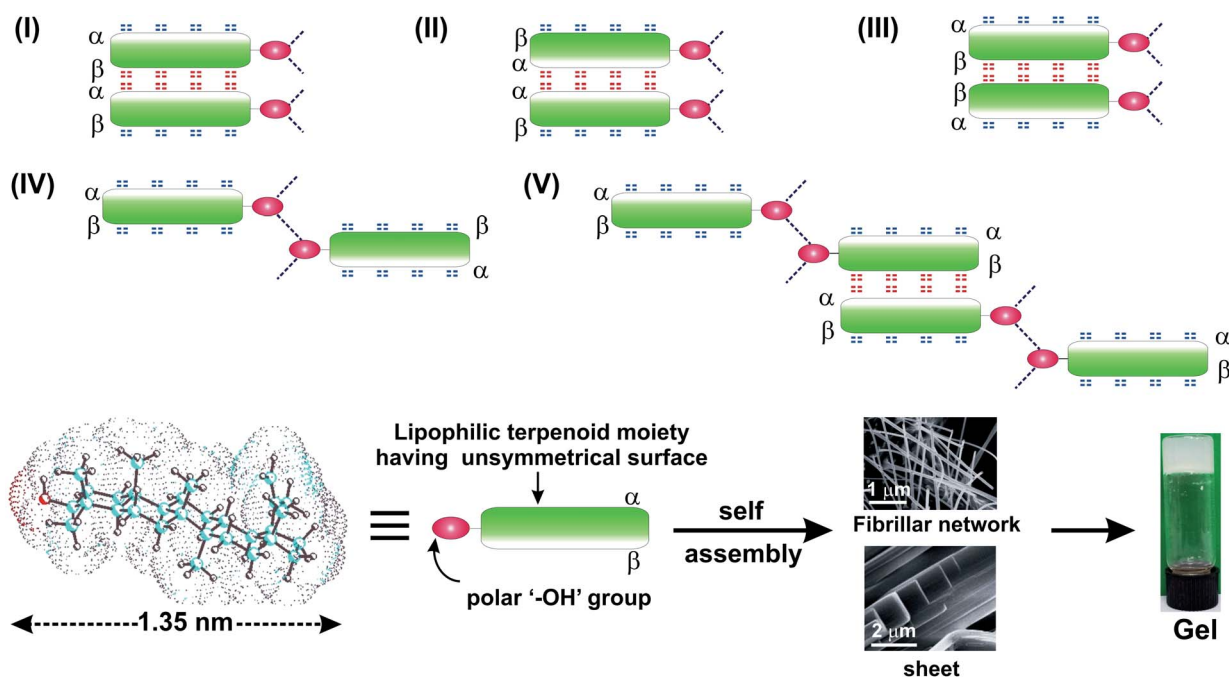 (I)
α
β
α
β
(II)
β
α
α
β
(III)
α
β
β
α
(IV)
α
β
β
α
(V)
α
β
α
β
α
β
α
β
Lipophilic terpenoid moiety
having unsymmetrical surface
α
β
polar ‘-OH’ group
1.35 nm
self
assembly
1 μm
Fibrillar network
2 μm
sheet
Gel